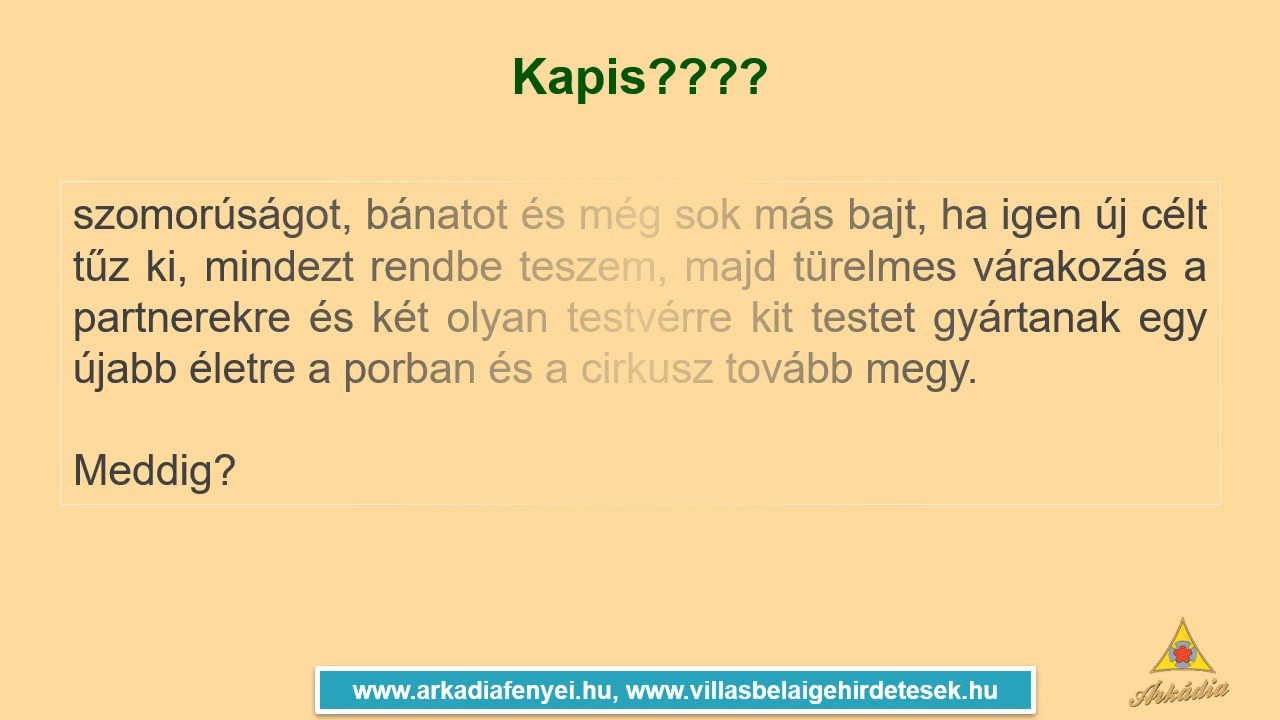 Kapis????
szomorúságot, bánatot és még sok más bajt, ha igen új célt
tűz ki, mindezt rendbe teszem, majd türelmes várakozás a
partnerekre és két olyan testvérre kit testet gyártanak egy
újabb életre a porban és a cirkusz tovább megy.
Meddig?
www.arkadiafenyei.hu, www.villasbelaigehirdetesek.hu
Arkádia